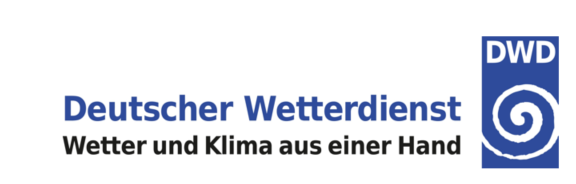 DWD
Deutscher Wetterdienst
Wetter und Klima aus einer Hand